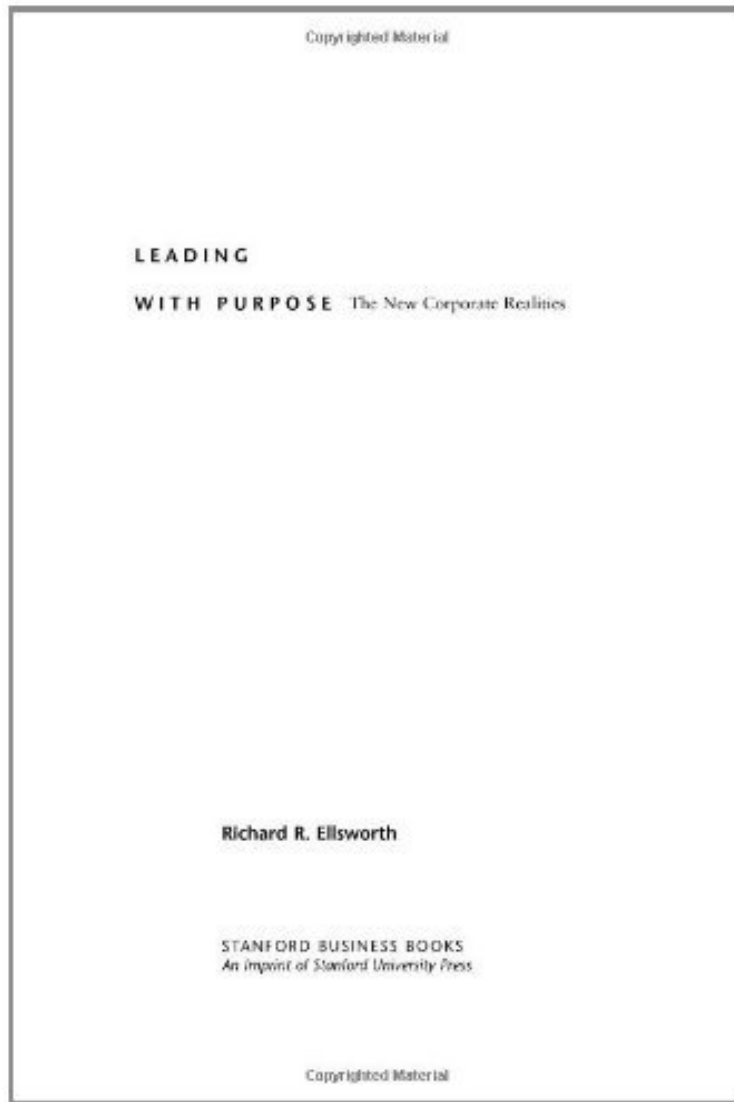 Copyrighted Material
LEADING
WITH PURPOSE The New Corporate Realities
Richard R. Ellsworth
STANFORD BUSINESS BOOKS
An Imprint of Stanford University Press
Copyrighted Material